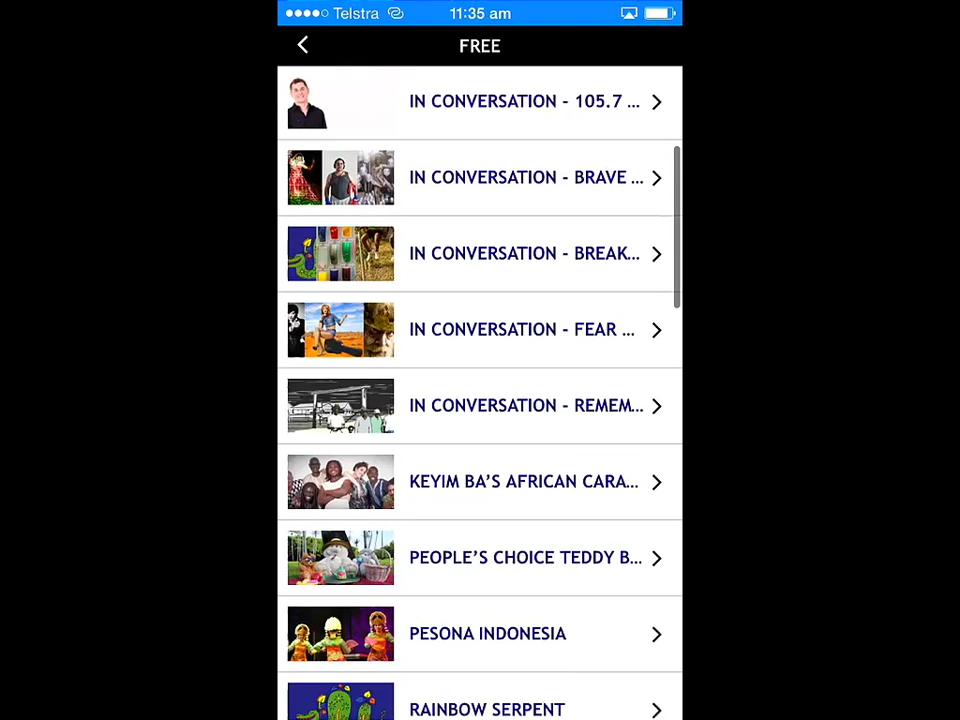 Telstra 11:35 am
FREE
IN CONVERSATION - 105.7 ...
IN CONVERSATION - BRAVE ...
IN CONVERSATION - BREAK...
IN CONVERSATION - FEAR ...
IN CONVERSATION - REMEM...
KEYIM BA’S AFRICAN CARA...
PEOPLE’S CHOICE TEDDY B...
PESONA INDONESIA
RAINBOW SERPENT